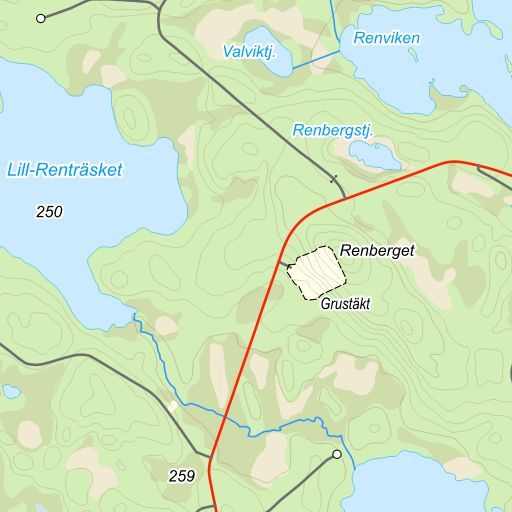 Renviken
Valviktj.
Renbergstj.
Lill-Renträsket
250
Renberget
Grustäkt
259